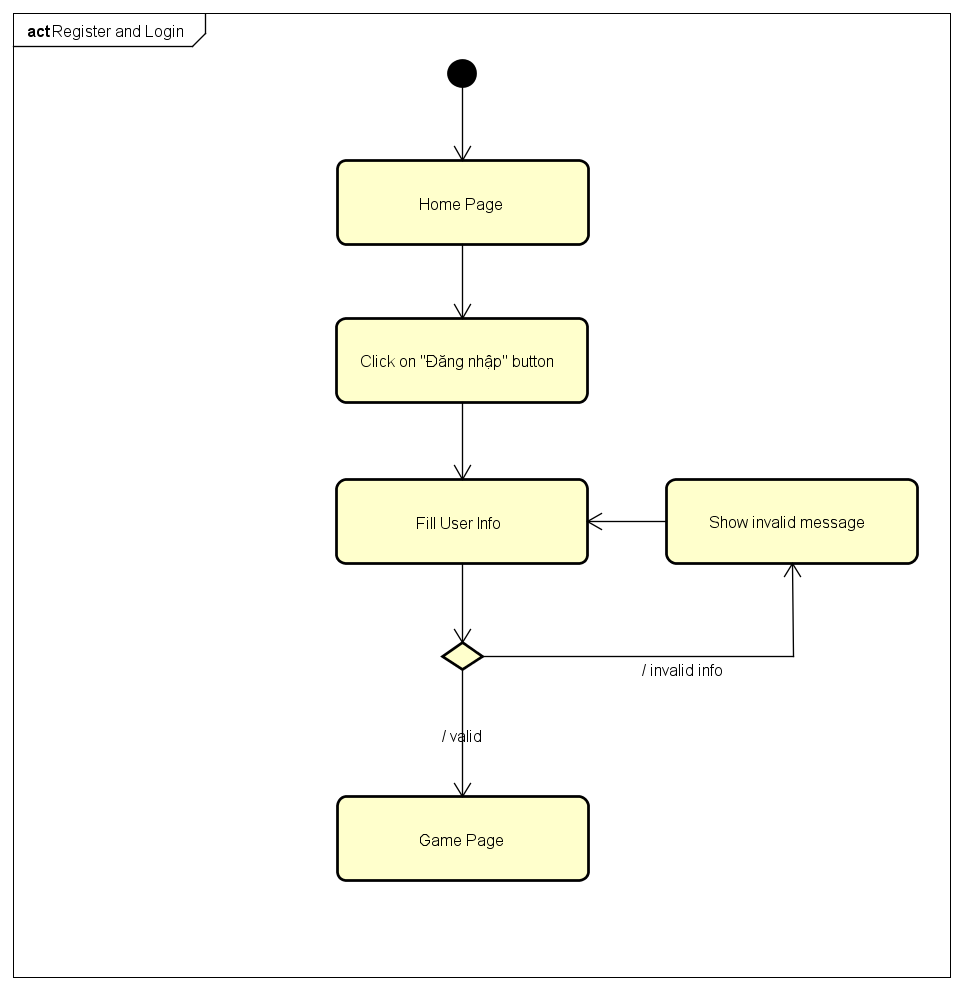 act Register and Login
Home Page
Click on "Đăng nhập" button
Fill User Info
Show invalid message
/ invalid info
/ valid
Game Page